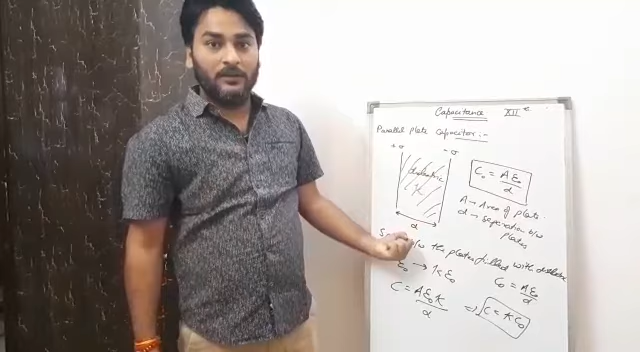 Capacitance XII
Parallel plate capacitor :-
+σ -σ
dielectric
K
d
C₀ = Aε₀/d
A → Area of plate.
d → separation b/w
plates
b/w the plates filled with dielectric
ε₀ → Kε₀
C₀ = Aε₀/d
C = Aε₀K/d
⇒ C = KC₀